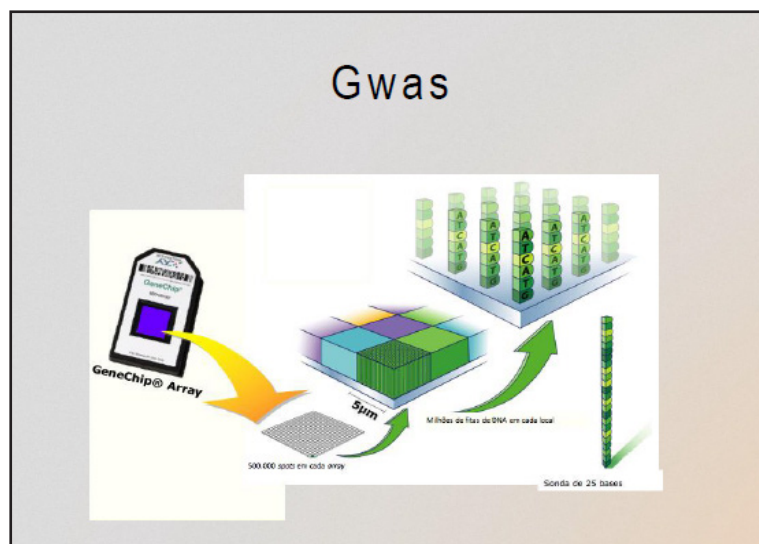 Gwas
GeneChip®
GeneChip® Array
500.000 spots em cada array
5µm
Milhões de fitas de DNA em cada local
A T C A T G
A T C A T G
A T C A T G
A T C A T G
A T C A T G
Sonda de 25 bases